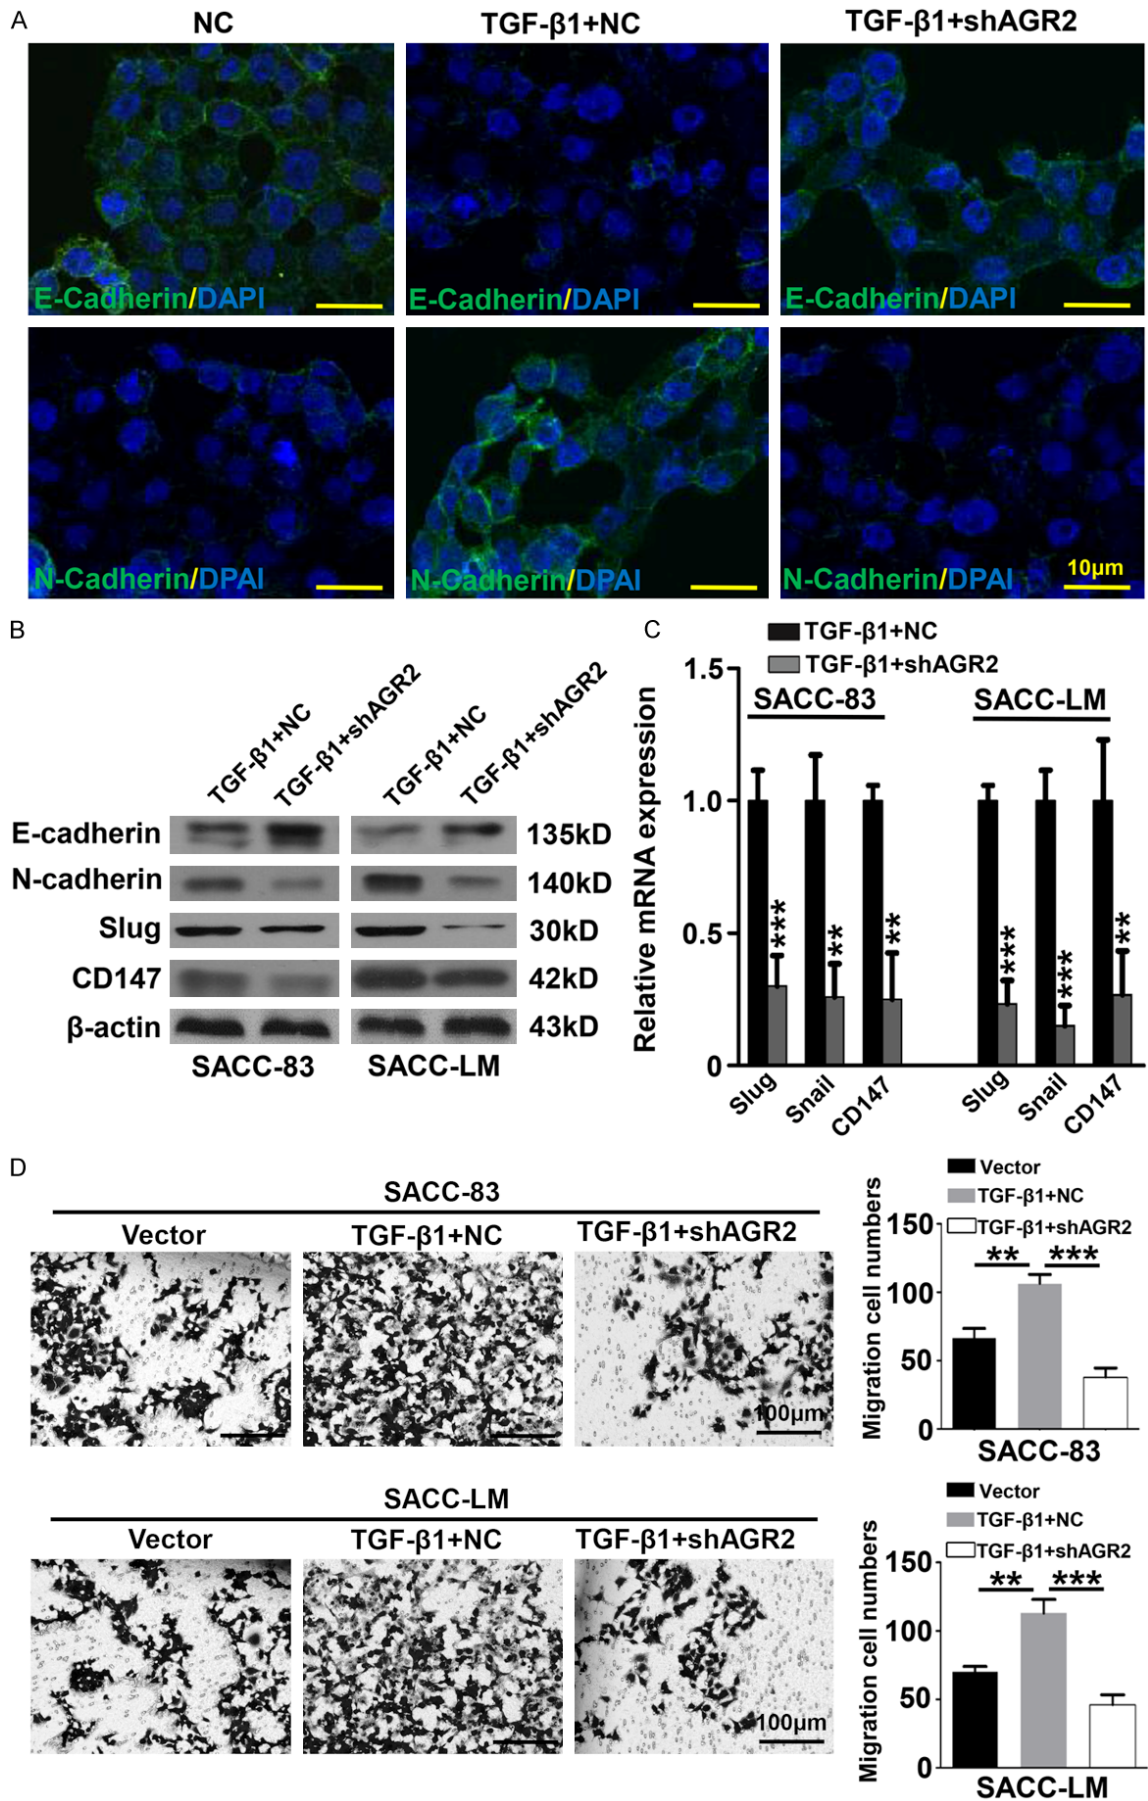 A
NC
TGF-β1+NC
TGF-β1+shAGR2
E-Cadherin/DAPI
E-Cadherin/DAPI
E-Cadherin/DAPI
N-Cadherin/DPAI
N-Cadherin/DPAI
10μm
N-Cadherin/DPAI
B
TGF-β1+NC
TGF-β1+shAGR2
TGF-β1+NC
TGF-β1+shAGR2
E-cadherin
135kD
N-cadherin
140kD
Slug
30kD
CD147
42kD
β-actin
43kD
SACC-83
SACC-LM
C
TGF-β1+NC
TGF-β1+shAGR2
SACC-83
SACC-LM
Relative mRNA expression
1.5
1.0
0.5
0
***
**
**
***
***
**
Slug
Snail
CD147
Slug
Snail
CD147
D
SACC-83
Vector
TGF-β1+NC
TGF-β1+shAGR2
100μm
Vector
TGF-β1+NC
TGF-β1+shAGR2
Migration cell numbers
150
100
50
0
**
***
SACC-83
SACC-LM
Vector
TGF-β1+NC
TGF-β1+shAGR2
100μm
Vector
TGF-β1+NC
TGF-β1+shAGR2
Migration cell numbers
150
100
50
0
**
***
SACC-LM